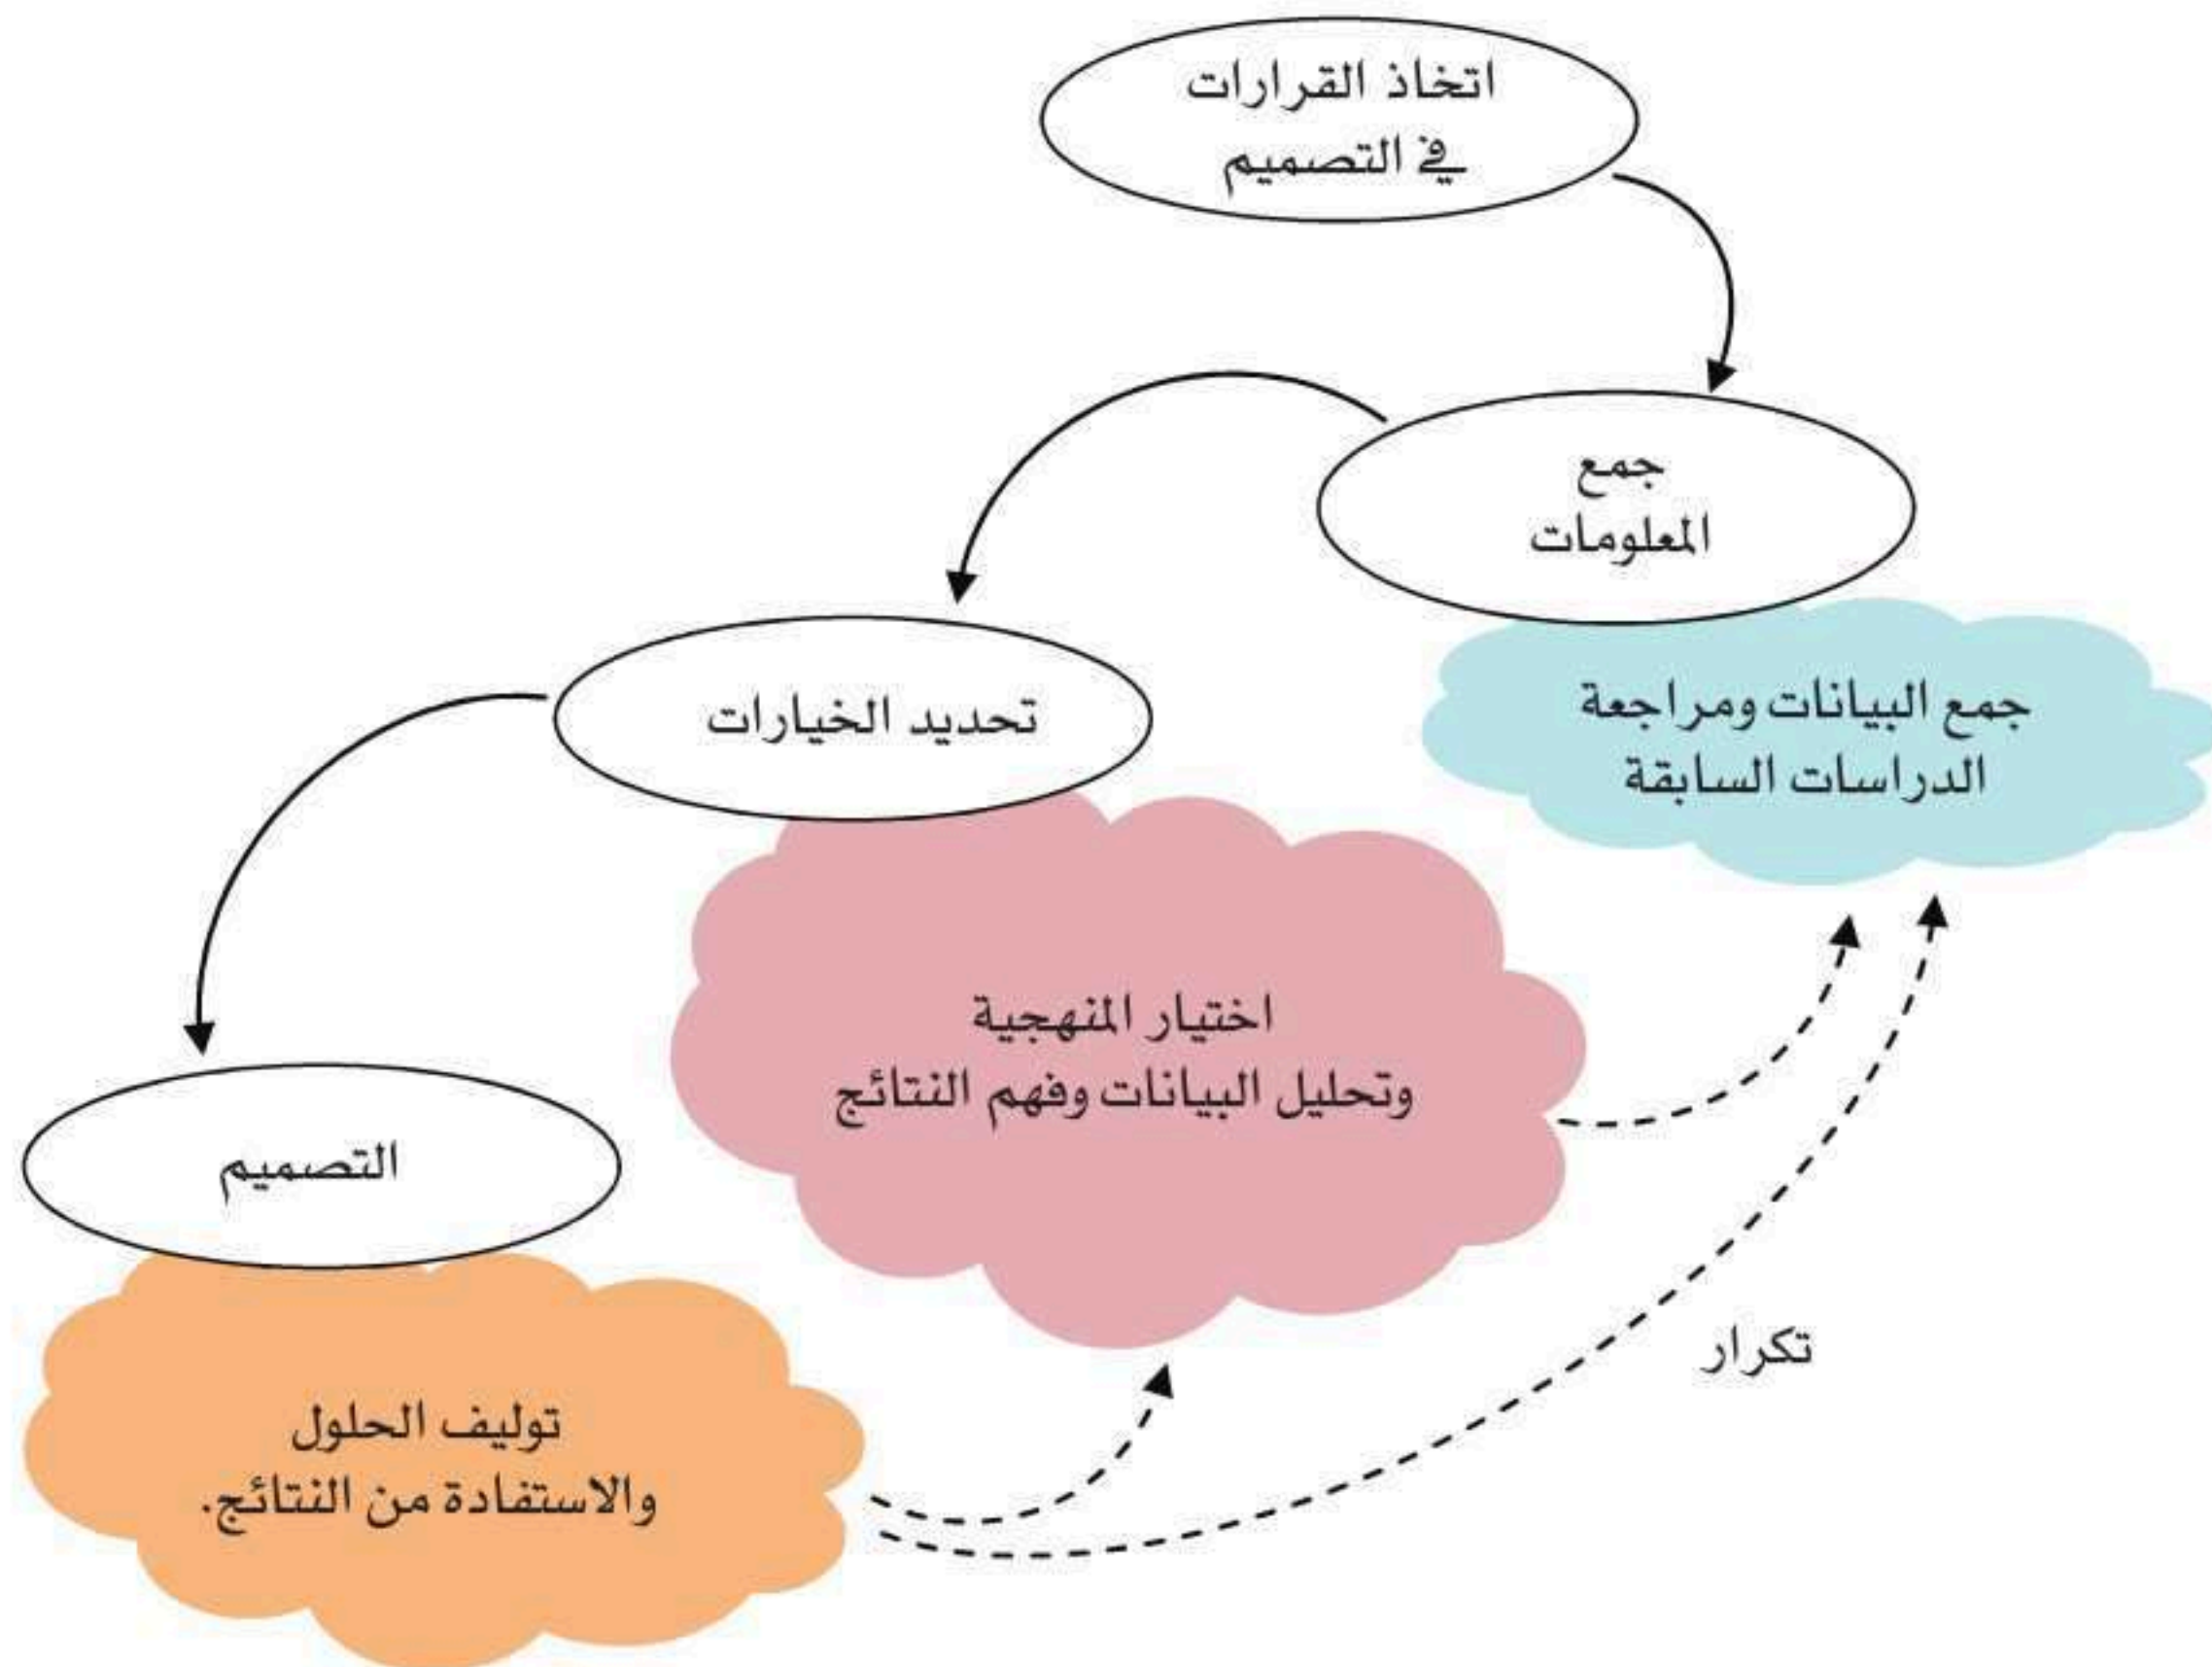 اتخاذ القرارات
في التصميم
جمع
المعلومات
جمع البيانات ومراجعة
الدراسات السابقة
تحديد الخيارات
اختيار المنهجية
وتحليل البيانات وفهم النتائج
التصميم
توليف الحلول
والاستفادة من النتائج.
تكرار